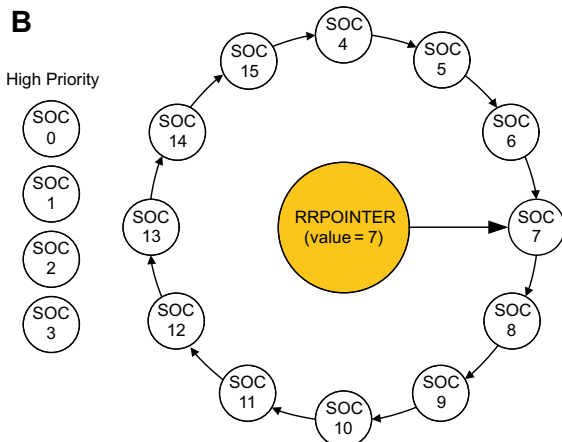 B
High Priority
SOC
0
SOC
1
SOC
2
SOC
3
SOC
4
SOC
5
SOC
6
SOC
7
SOC
8
SOC
9
SOC
10
SOC
11
SOC
12
SOC
13
SOC
14
SOC
15
RRPOINTER
(value = 7)